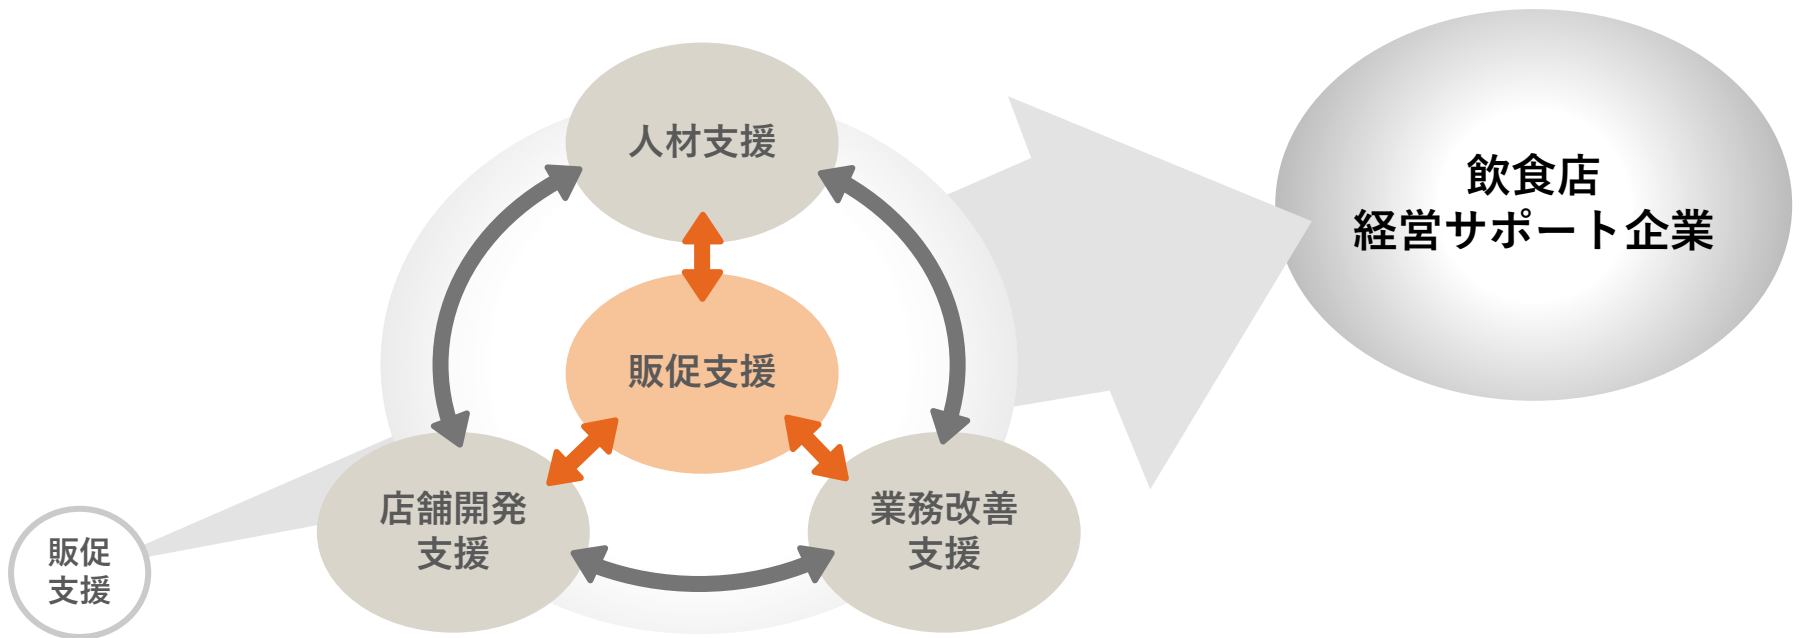 人材支援
飲食店
経営サポート企業
販促支援
店舗開発
支援
業務改善
支援
販促
支援